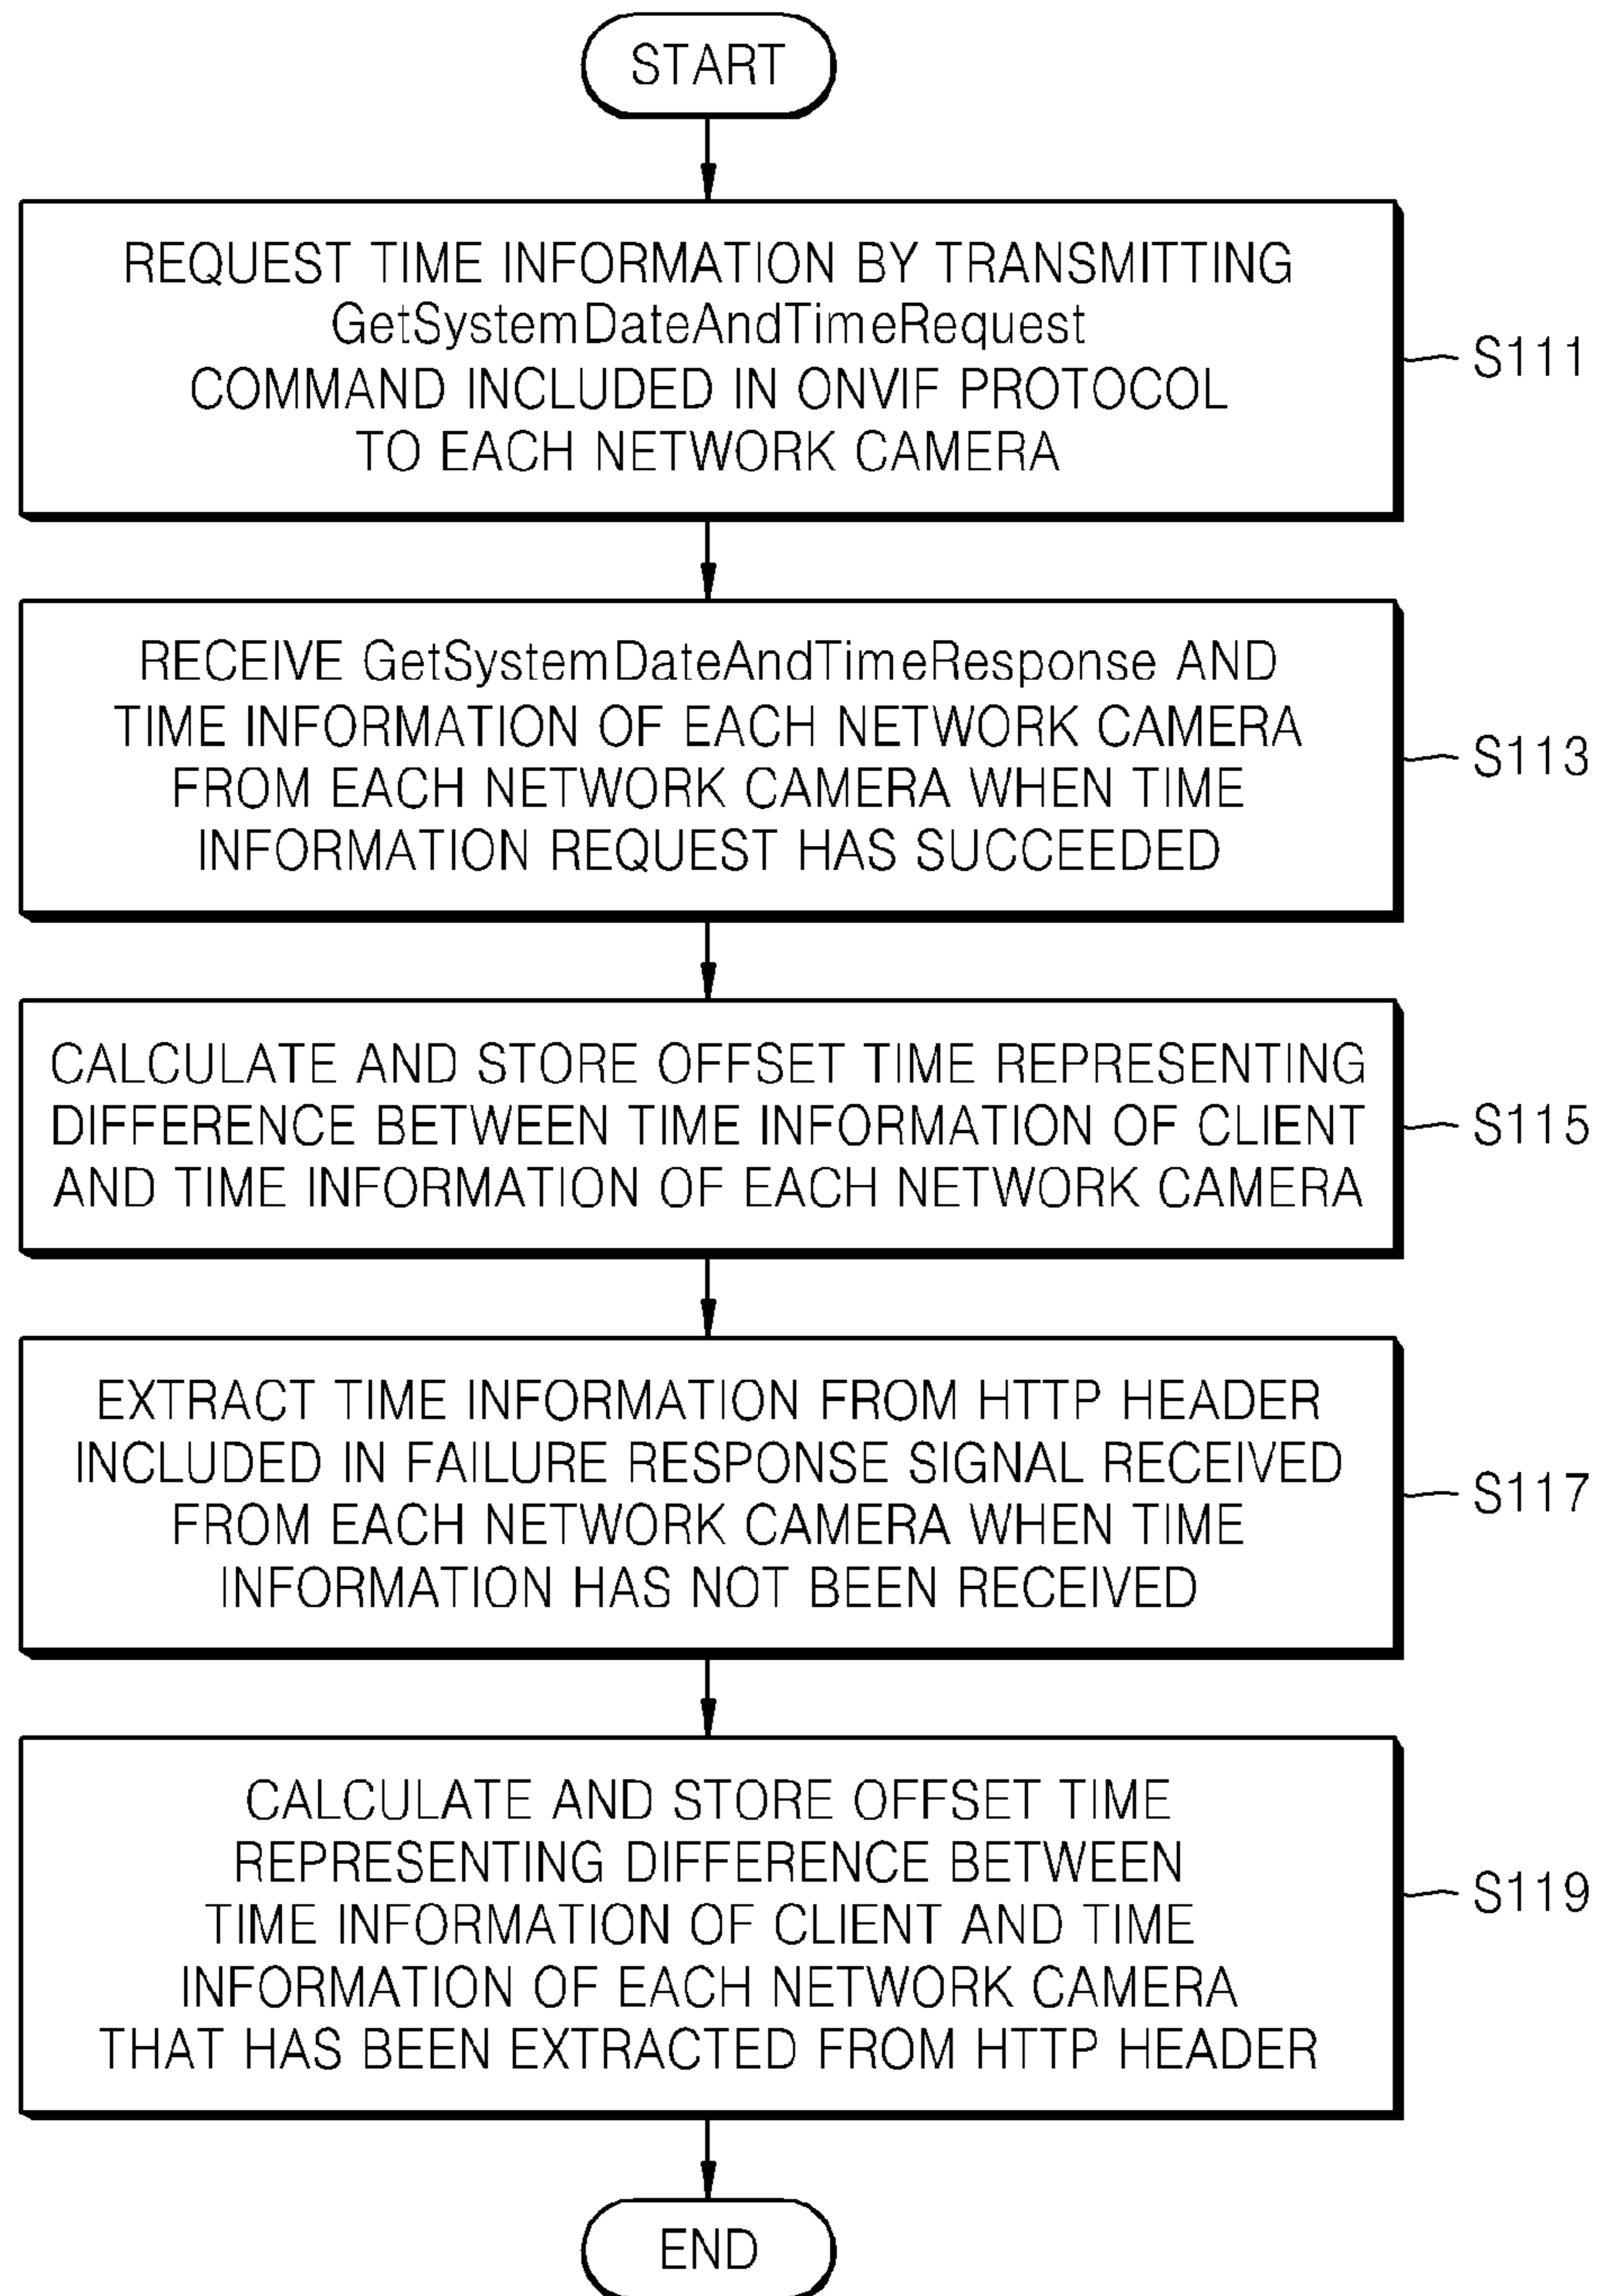 START
REQUEST TIME INFORMATION BY TRANSMITTING
GetSystemDateAndTimeRequest
COMMAND INCLUDED IN ONVIF PROTOCOL
TO EACH NETWORK CAMERA
S111
RECEIVE GetSystemDateAndTimeResponse AND
TIME INFORMATION OF EACH NETWORK CAMERA
FROM EACH NETWORK CAMERA WHEN TIME
INFORMATION REQUEST HAS SUCCEEDED
S113
CALCULATE AND STORE OFFSET TIME REPRESENTING
DIFFERENCE BETWEEN TIME INFORMATION OF CLIENT
AND TIME INFORMATION OF EACH NETWORK CAMERA
S115
EXTRACT TIME INFORMATION FROM HTTP HEADER
INCLUDED IN FAILURE RESPONSE SIGNAL RECEIVED
FROM EACH NETWORK CAMERA WHEN TIME
INFORMATION HAS NOT BEEN RECEIVED
S117
CALCULATE AND STORE OFFSET TIME
REPRESENTING DIFFERENCE BETWEEN
TIME INFORMATION OF CLIENT AND TIME
INFORMATION OF EACH NETWORK CAMERA
THAT HAS BEEN EXTRACTED FROM HTTP HEADER
S119
END